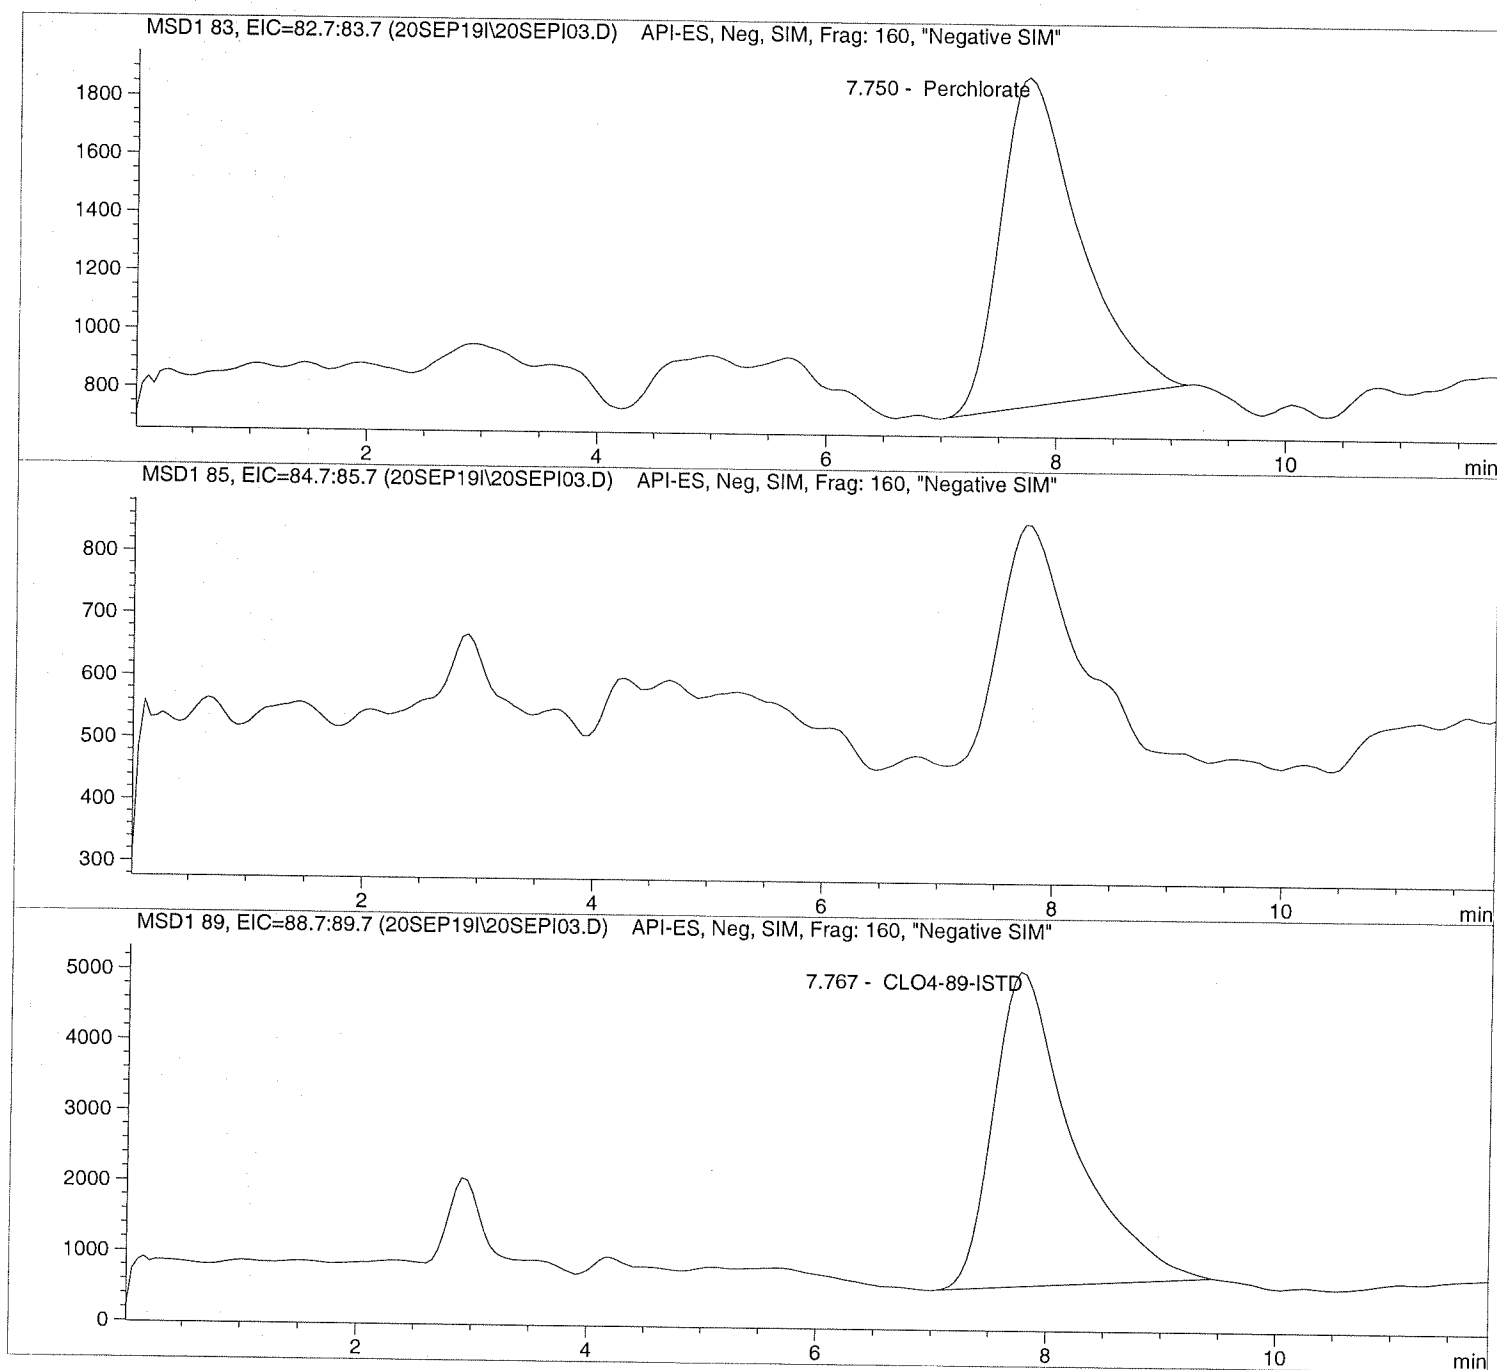 MSD1 83, EIC=82.7:83.7 (20SEP19I\20SEPI03.D) API-ES, Neg, SIM, Frag: 160, "Negative SIM"
7.750 - Perchlorate
1800
1600
1400
1200
1000
800
2 4 6 8 10 min
MSD1 85, EIC=84.7:85.7 (20SEP19I\20SEPI03.D) API-ES, Neg, SIM, Frag: 160, "Negative SIM"
800
700
600
500
400
300
2 4 6 8 10 min
MSD1 89, EIC=88.7:89.7 (20SEP19I\20SEPI03.D) API-ES, Neg, SIM, Frag: 160, "Negative SIM"
7.767 - CLO4-89-ISTD
5000
4000
3000
2000
1000
0
2 4 6 8 10 min